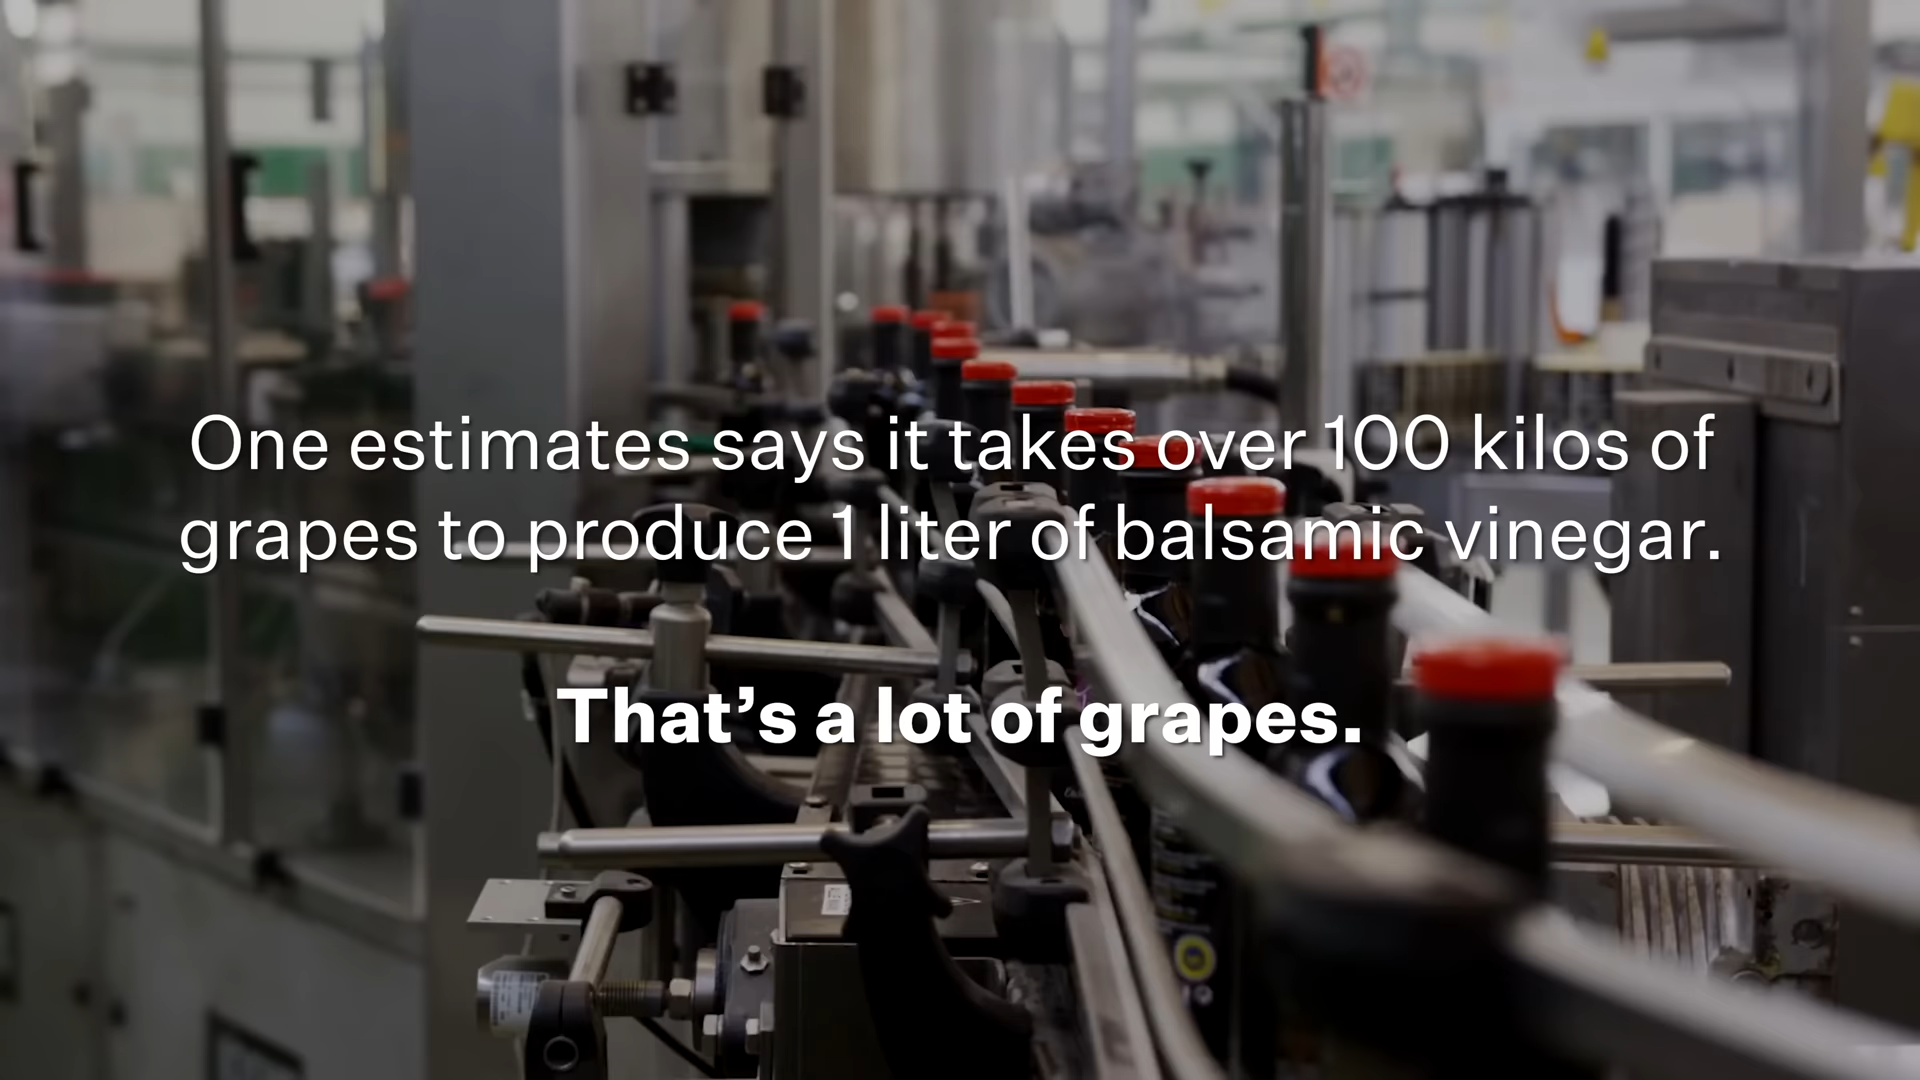 One estimates says it takes over 100 kilos of
grapes to produce 1 liter of balsamic vinegar.
That’s a lot of grapes.